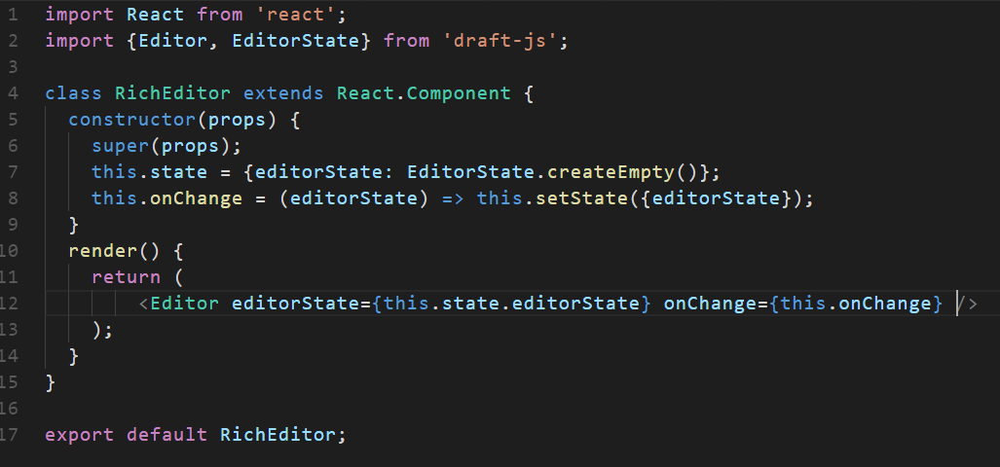 1 import React from 'react';
2 import {Editor, EditorState} from 'draft-js';
3
4 class RichEditor extends React.Component {
5   constructor(props) {
6     super(props);
7     this.state = {editorState: EditorState.createEmpty()};
8     this.onChange = (editorState) => this.setState({editorState});
9   }
10   render() {
11     return (
12         <Editor editorState={this.state.editorState} onChange={this.onChange} />
13     );
14   }
15 }
16
17 export default RichEditor;